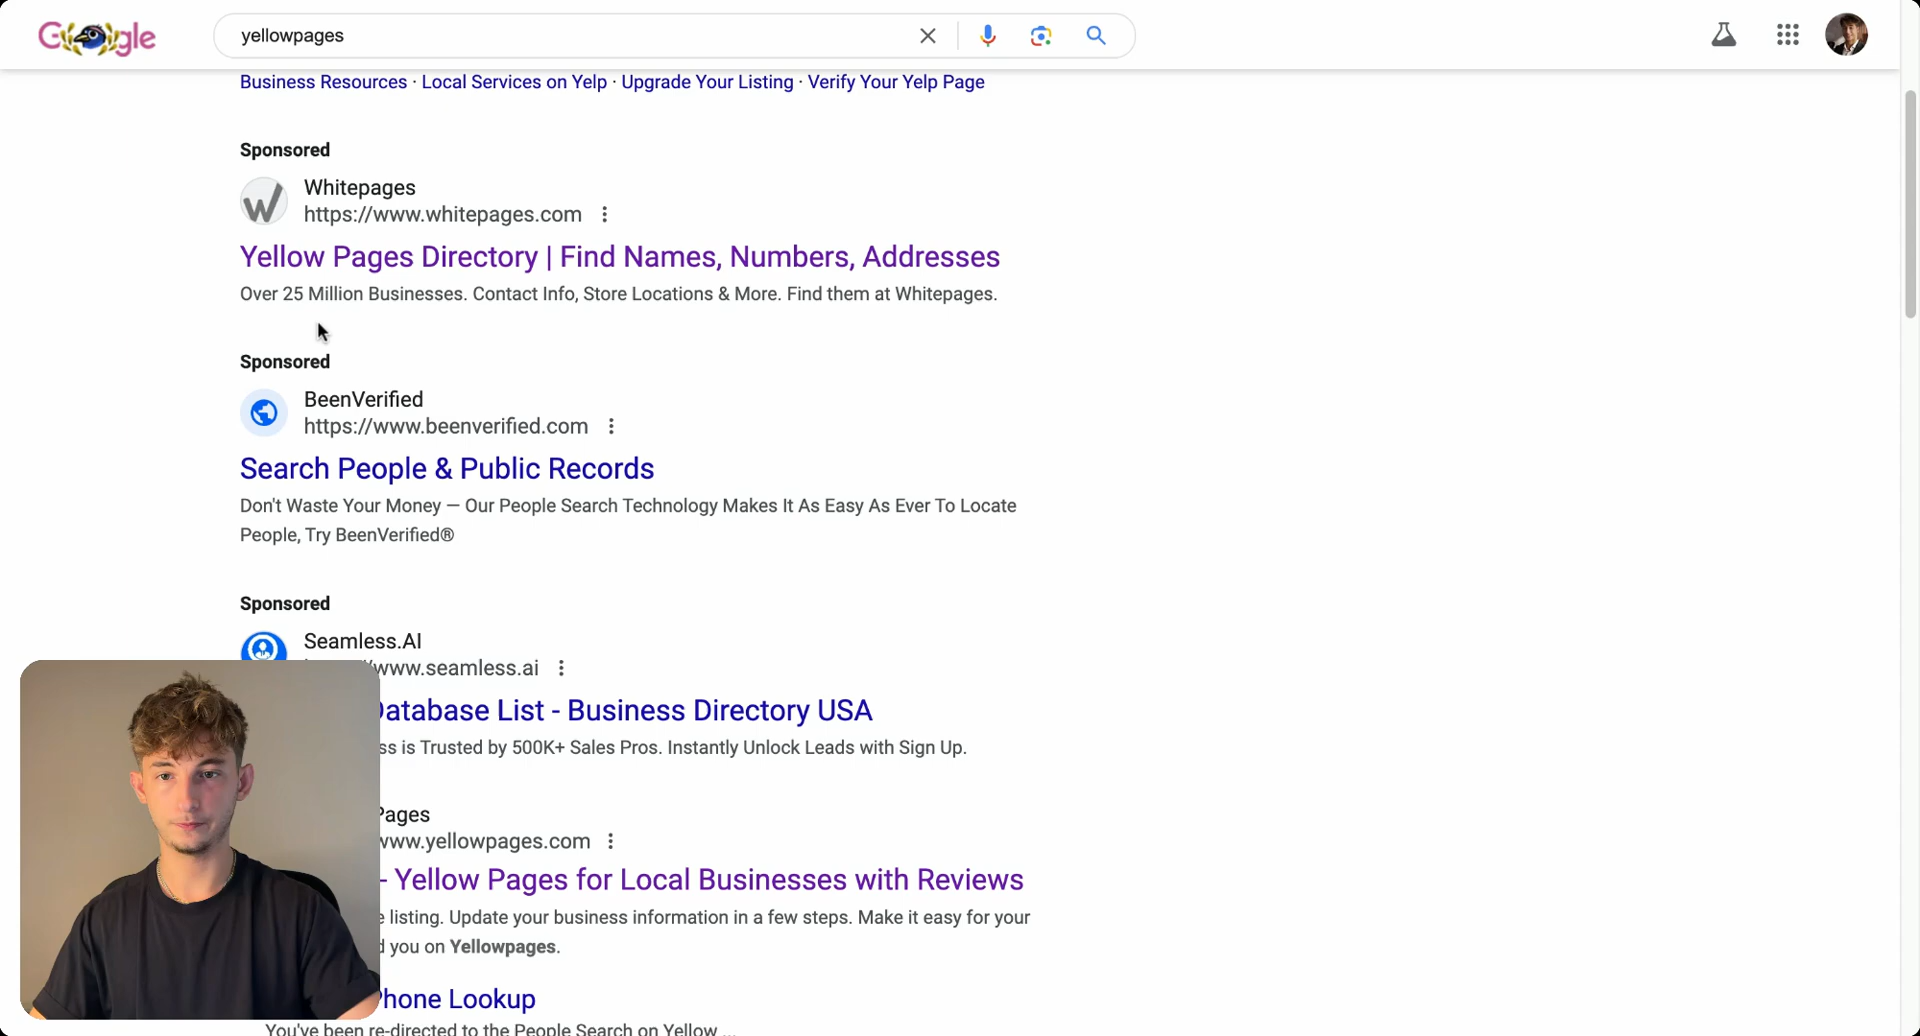 Google
yellowpages
Business Resources · Local Services on Yelp · Upgrade Your Listing · Verify Your Yelp Page
Sponsored
Whitepages
https://www.whitepages.com
Yellow Pages Directory | Find Names, Numbers, Addresses
Over 25 Million Businesses. Contact Info, Store Locations & More. Find them at Whitepages.
Sponsored
BeenVerified
https://www.beenverified.com
Search People & Public Records
Don't Waste Your Money — Our People Search Technology Makes It As Easy As Ever To Locate
People, Try BeenVerified®
Sponsored
Seamless.AI
www.seamless.ai
Database List - Business Directory USA
ss is Trusted by 500K+ Sales Pros. Instantly Unlock Leads with Sign Up.
Pages
www.yellowpages.com
- Yellow Pages for Local Businesses with Reviews
listing. Update your business information in a few steps. Make it easy for your
you on Yellowpages.
Phone Lookup
You've been re-directed to the People Search on Yellow ...